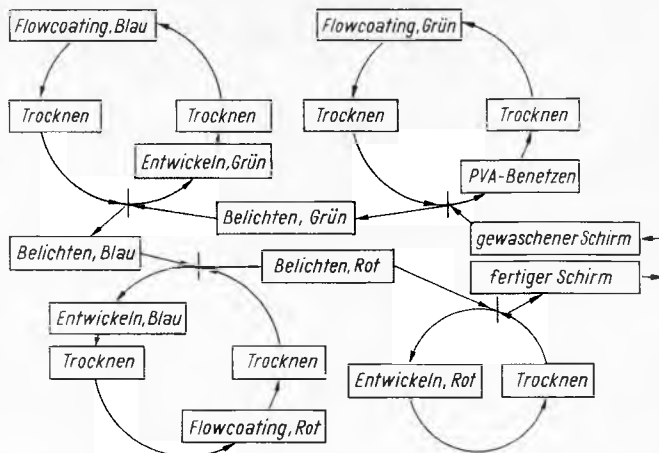 Flowcoating, Blau
Flowcoating, Grün
Trocknen
Trocknen
Trocknen
Trocknen
Entwickeln, Grün
PVA-Benetzen
Belichten, Grün
gewaschener Schirm
Belichten, Blau
Belichten, Rot
fertiger Schirm
Entwickeln, Blau
Trocknen
Trocknen
Entwickeln, Rot
Trocknen
Flowcoating, Rot